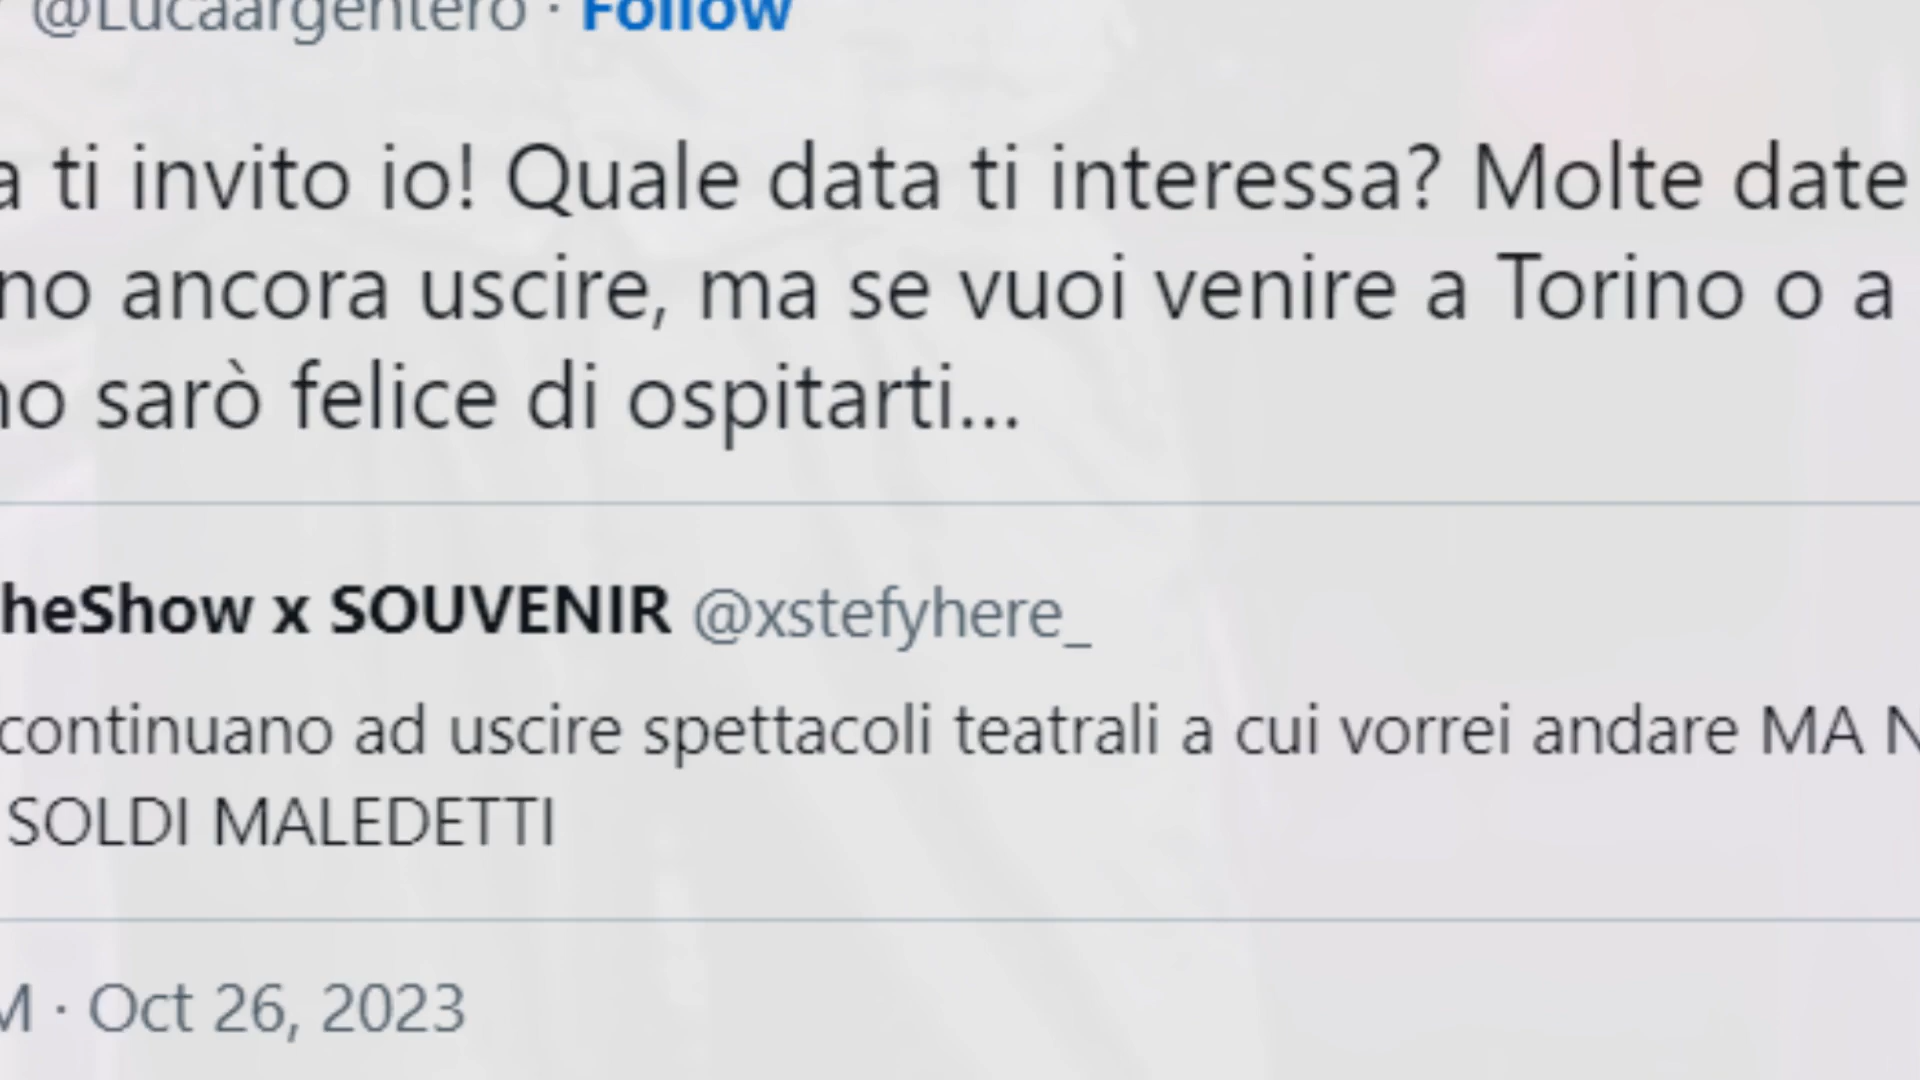 @Lucaargentero · Follow
a ti invito io! Quale data ti interessa? Molte date
no ancora uscire, ma se vuoi venire a Torino o a
no sarò felice di ospitarti...
heShow x SOUVENIR @xstefyhere_
continuano ad uscire spettacoli teatrali a cui vorrei andare MA N
SOLDI MALEDETTI
M · Oct 26, 2023